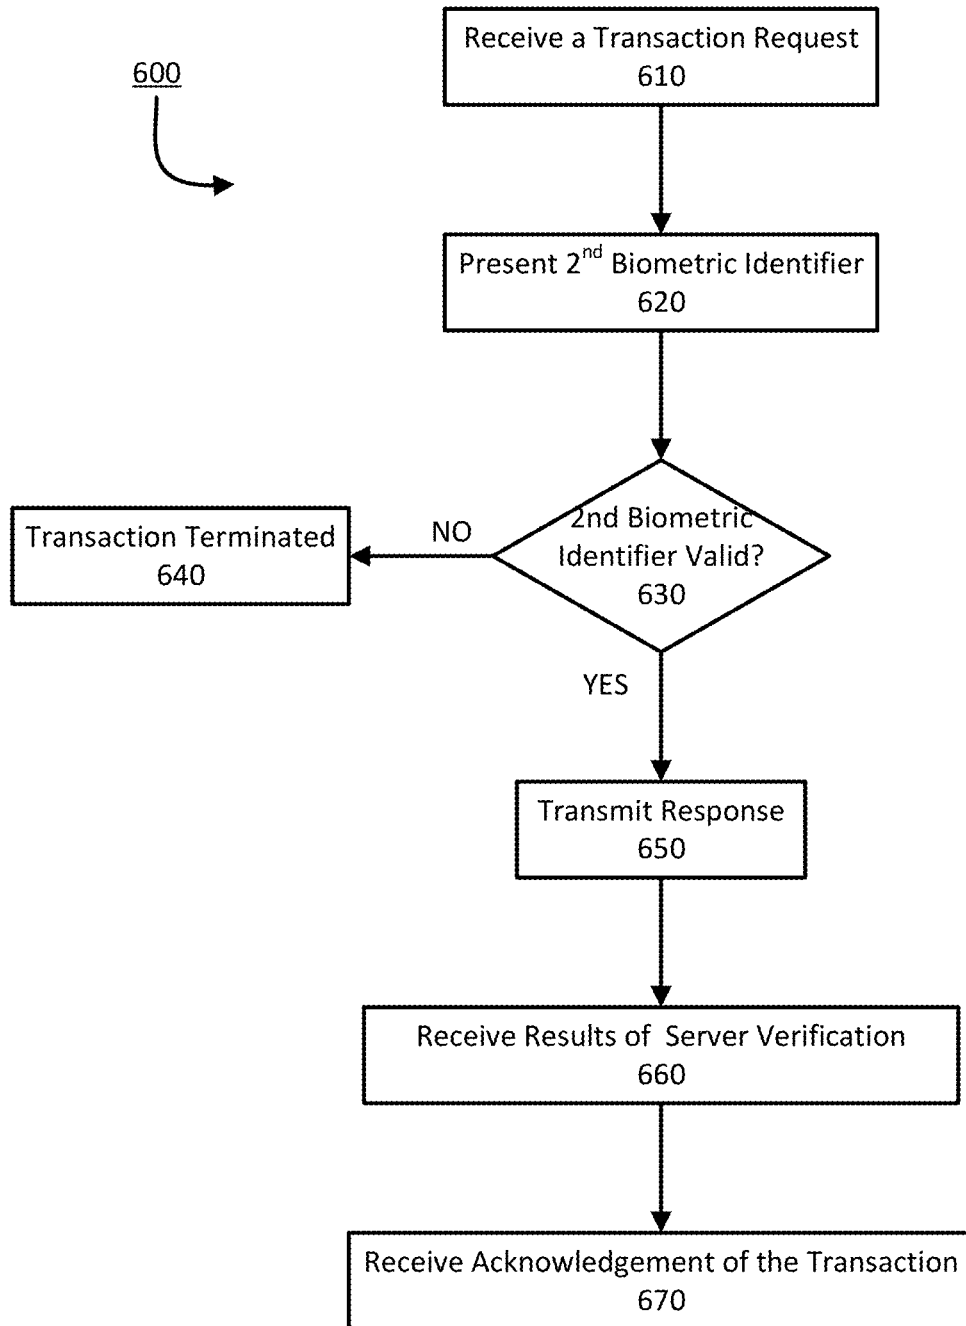 Receive a Transaction Request
610
600
Present 2nd Biometric Identifier
620
2nd Biometric
Identifier Valid?
630
NO
Transaction Terminated
640
YES
Transmit Response
650
Receive Results of  Server Verification
660
Receive Acknowledgement of the Transaction
670